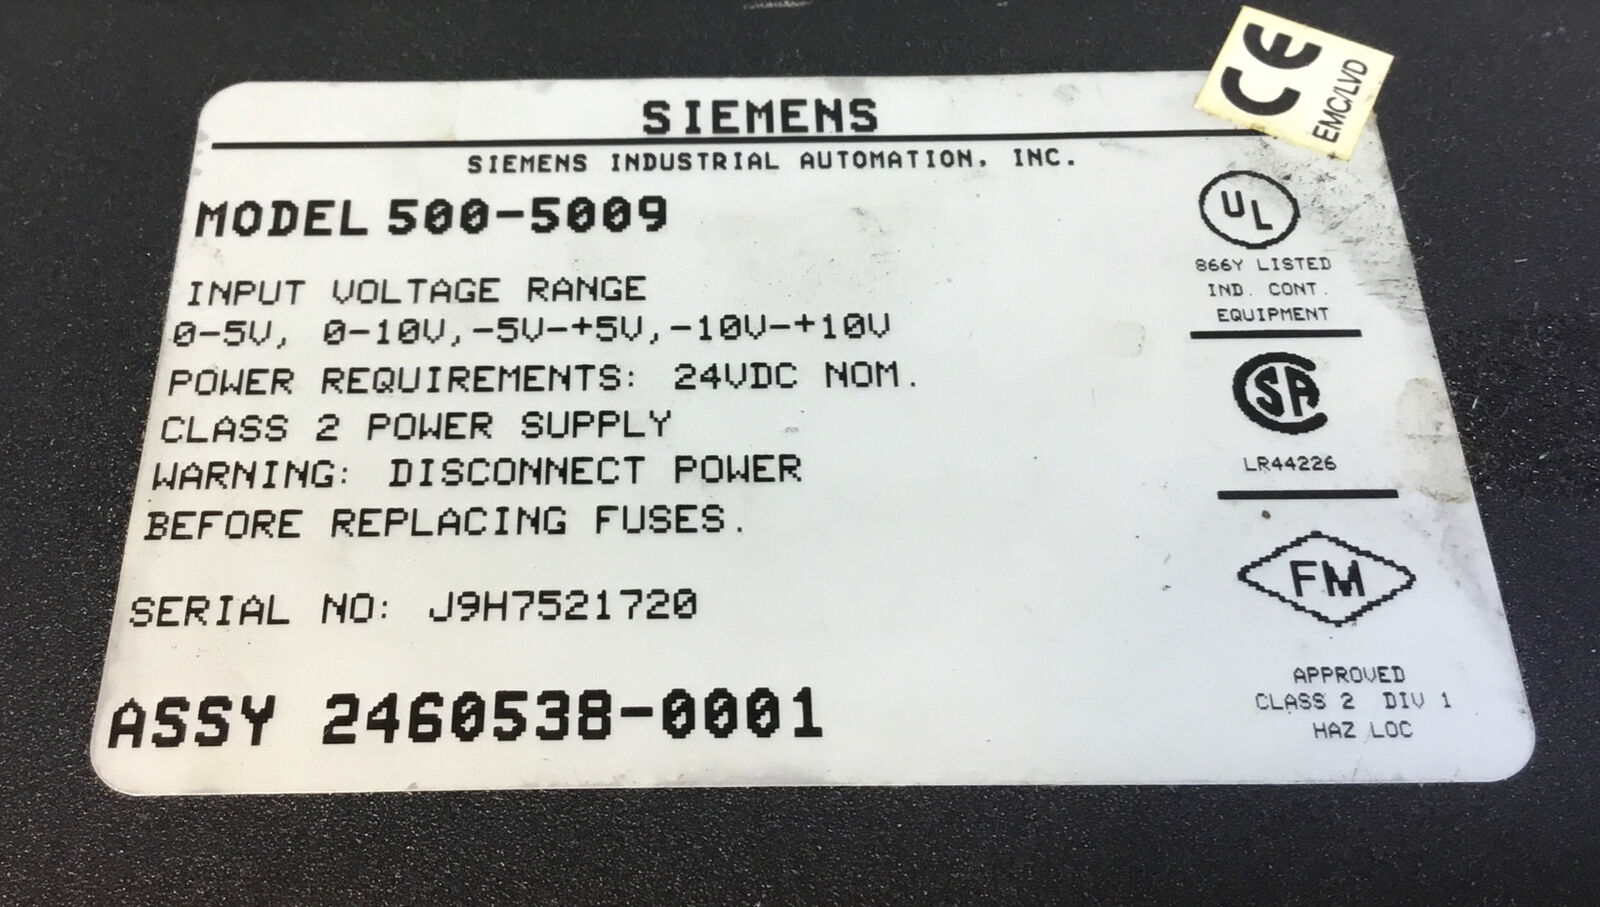 SIEMENS
CE
EMC/LVD
SIEMENS INDUSTRIAL AUTOMATION, INC.
MODEL 500-5009
INPUT VOLTAGE RANGE
0-5V, 0-10V,-5V-+5V,-10V-+10V
POWER REQUIREMENTS: 24VDC NOM.
CLASS 2 POWER SUPPLY
WARNING: DISCONNECT POWER
BEFORE REPLACING FUSES.
SERIAL NO: J9H7521720
ASSY 2460538-0001
UL
866Y LISTED
IND. CONT.
EQUIPMENT
SA
LR44226
FM
APPROVED
CLASS 2 DIV 1
HAZ LOC